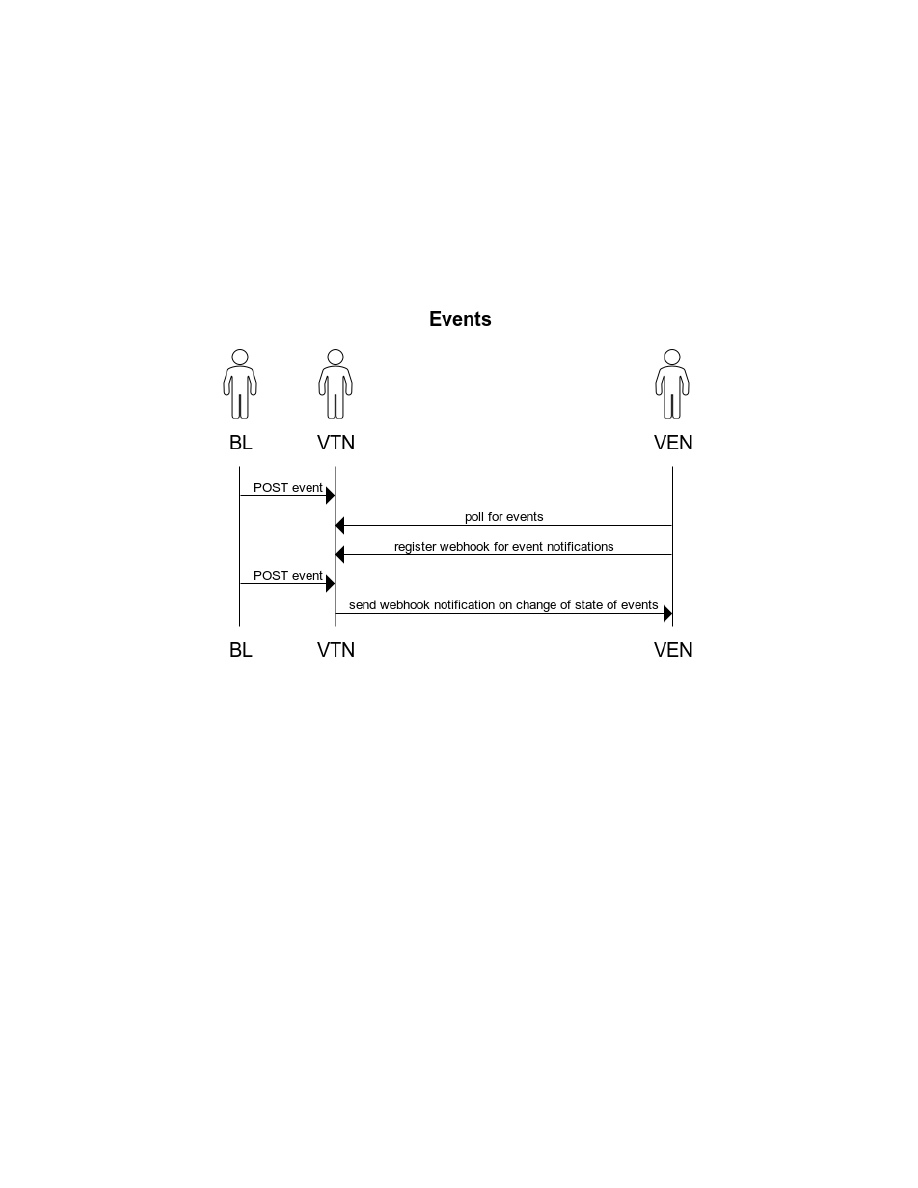 Events
BL VTN VEN
POST event
poll for events
register webhook for event notifications
POST event
send webhook notification on change of state of events
BL VTN VEN